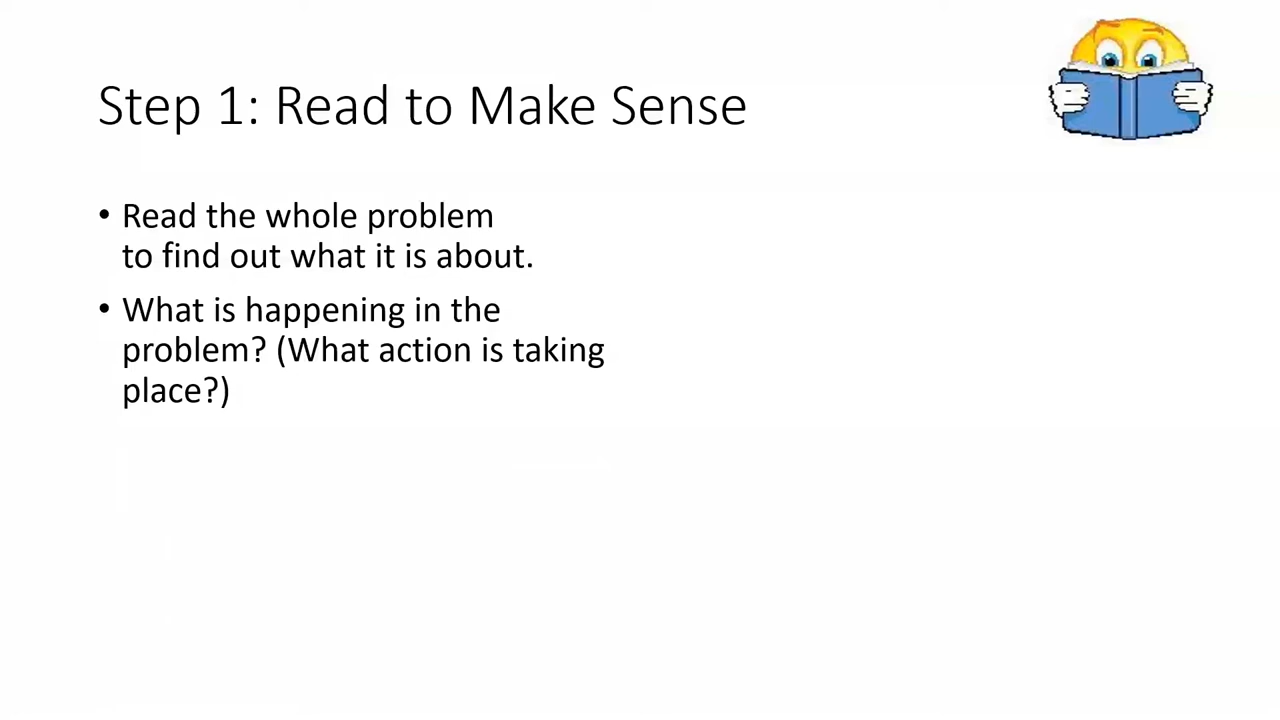 Step 1: Read to Make Sense
• Read the whole problem
to find out what it is about.
• What is happening in the
problem? (What action is taking
place?)